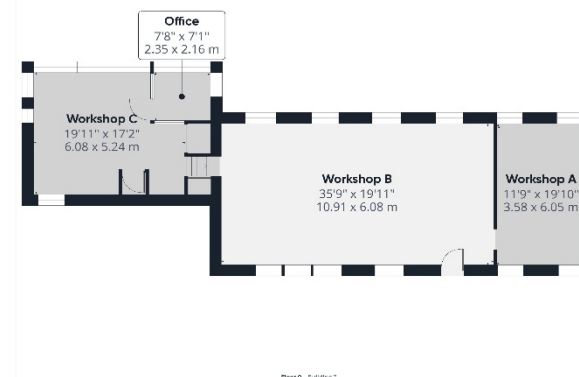 Office
7'8" x 7'1"
2.35 x 2.16 m
Workshop C
19'11" x 17'2"
6.08 x 5.24 m
Workshop B
35'9" x 19'11"
10.91 x 6.08 m
Workshop A
11'9" x 19'10"
3.58 x 6.05 m